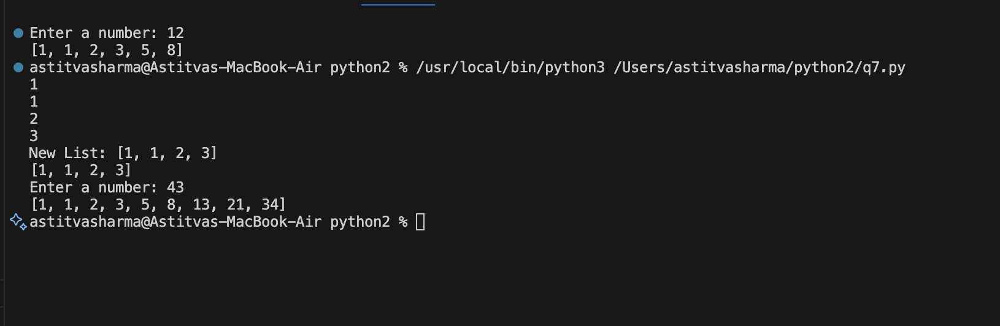 Enter a number: 12
[1, 1, 2, 3, 5, 8]
astitvasharma@Astitvas-MacBook-Air python2 % /usr/local/bin/python3 /Users/astitvasharma/python2/q7.py
1
1
2
3
New List: [1, 1, 2, 3]
[1, 1, 2, 3]
Enter a number: 43
[1, 1, 2, 3, 5, 8, 13, 21, 34]
astitvasharma@Astitvas-MacBook-Air python2 %